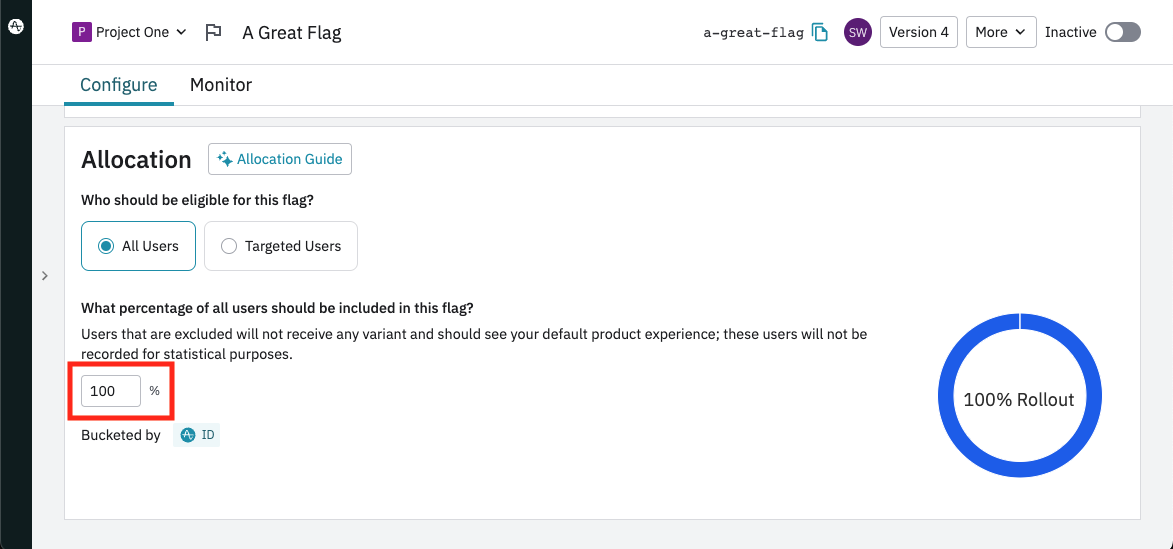 P Project One A Great Flag a-great-flag SW Version 4 More Inactive
Configure Monitor
Allocation Allocation Guide
Who should be eligible for this flag?
All Users Targeted Users
What percentage of all users should be included in this flag?
Users that are excluded will not receive any variant and should see your default product experience; these users will not be
recorded for statistical purposes.
100 %
100% Rollout
Bucketed by ID